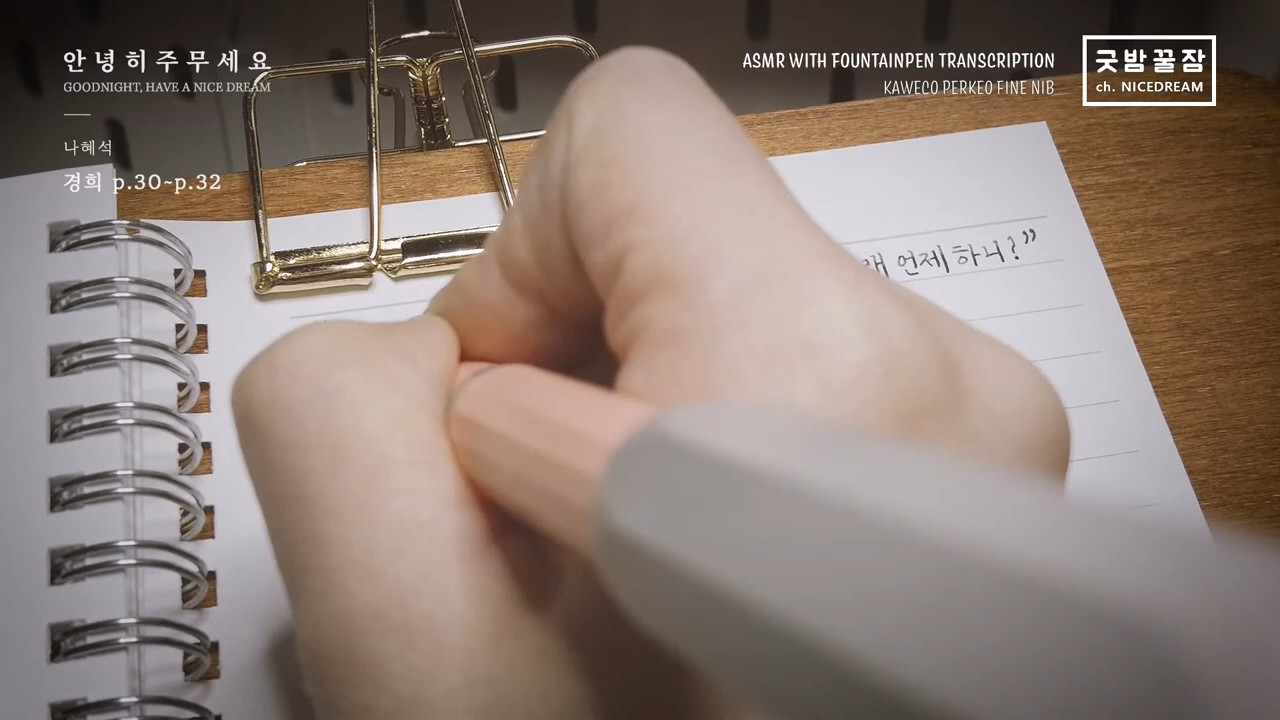 안녕히주무세요
GOODNIGHT, HAVE A NICE DREAM
나혜석
경희 p.30~p.32
ASMR WITH FOUNTAINPEN TRANSCRIPTION
KAWECO PERKEO FINE NIB
굿밤꿀잠
ch. NICEDREAM
언제 하니?”